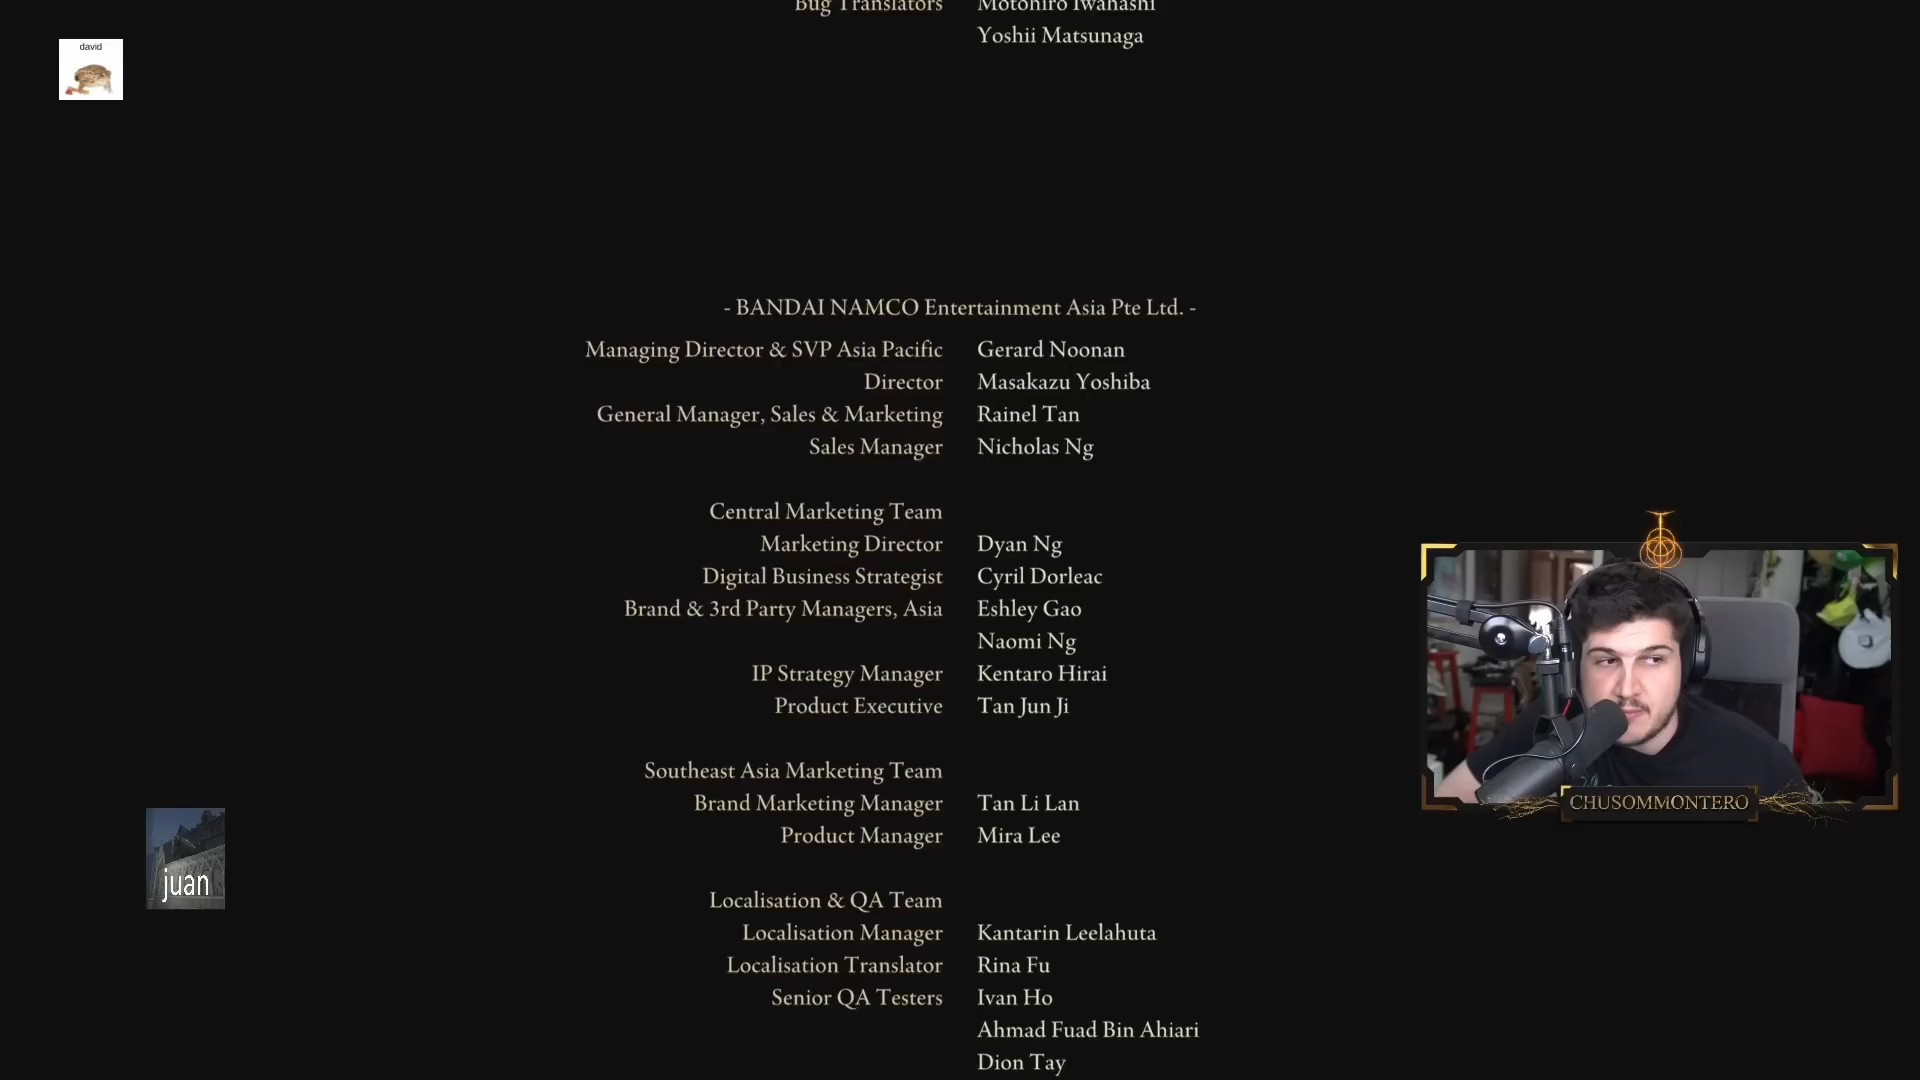 Bug Translators Motohiro Iwahashi
Yoshii Matsunaga
david
- BANDAI NAMCO Entertainment Asia Pte Ltd. -
Managing Director & SVP Asia Pacific Gerard Noonan
Director Masakazu Yoshiba
General Manager, Sales & Marketing Rainel Tan
Sales Manager Nicholas Ng
Central Marketing Team
Marketing Director Dyan Ng
Digital Business Strategist Cyril Dorleac
Brand & 3rd Party Managers, Asia Eshley Gao
Naomi Ng
IP Strategy Manager Kentaro Hirai
Product Executive Tan Jun Ji
Southeast Asia Marketing Team
Brand Marketing Manager Tan Li Lan
CHUSOMMONTERO
Product Manager Mira Lee
juan
Localisation & QA Team
Localisation Manager Kantarin Leelahuta
Localisation Translator Rina Fu
Senior QA Testers Ivan Ho
Ahmad Fuad Bin Ahiari
Dion Tay